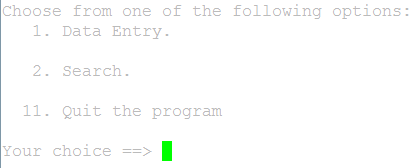 Choose from one of the following options:
1. Data Entry.
2. Search.
11. Quit the program
Your choice ==>